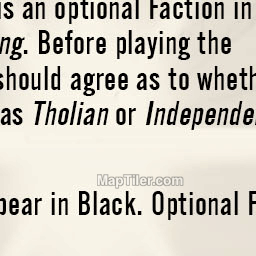 is an optional Faction in
ng. Before playing the
should agree as to wheth
as Tholian or Independe
MapTiler.com
pear in Black. Optional F